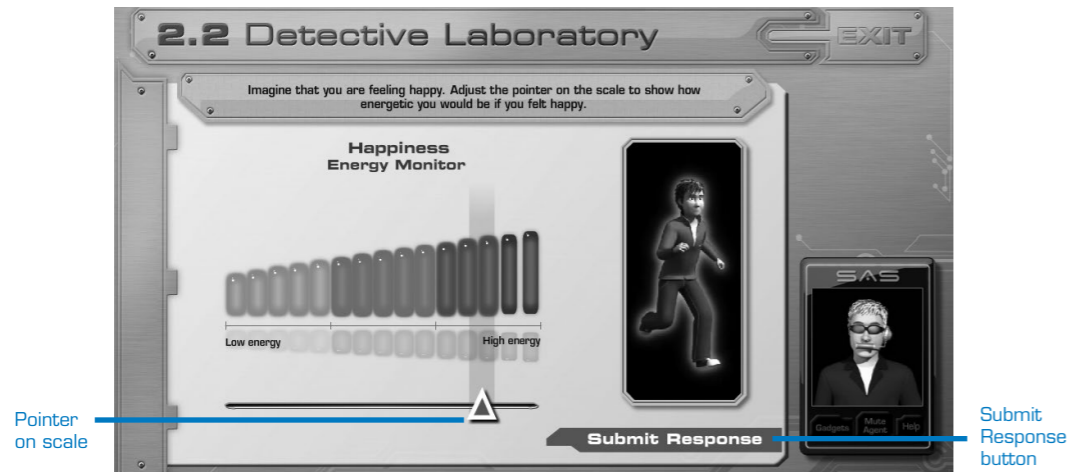 2.2 Detective Laboratory
EXIT
Imagine that you are feeling happy. Adjust the pointer on the scale to show how
energetic you would be if you felt happy.
Happiness
Energy Monitor
Low energy
High energy
SAS
Gadgets
Mute
Agent
Help
Submit Response
Pointer
on scale
Submit
Response
button